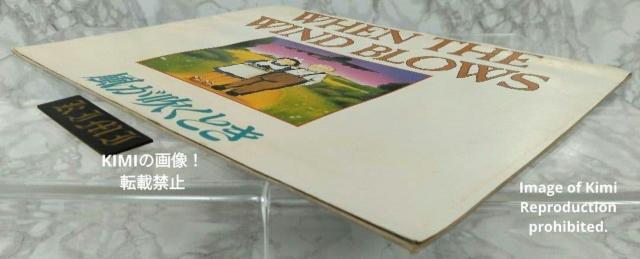 WHEN THE
WIND BLOWS
風が吹くとき
KIMI
KIMIの画像！
転載禁止
Image of Kimi
Reproduction
prohibited.